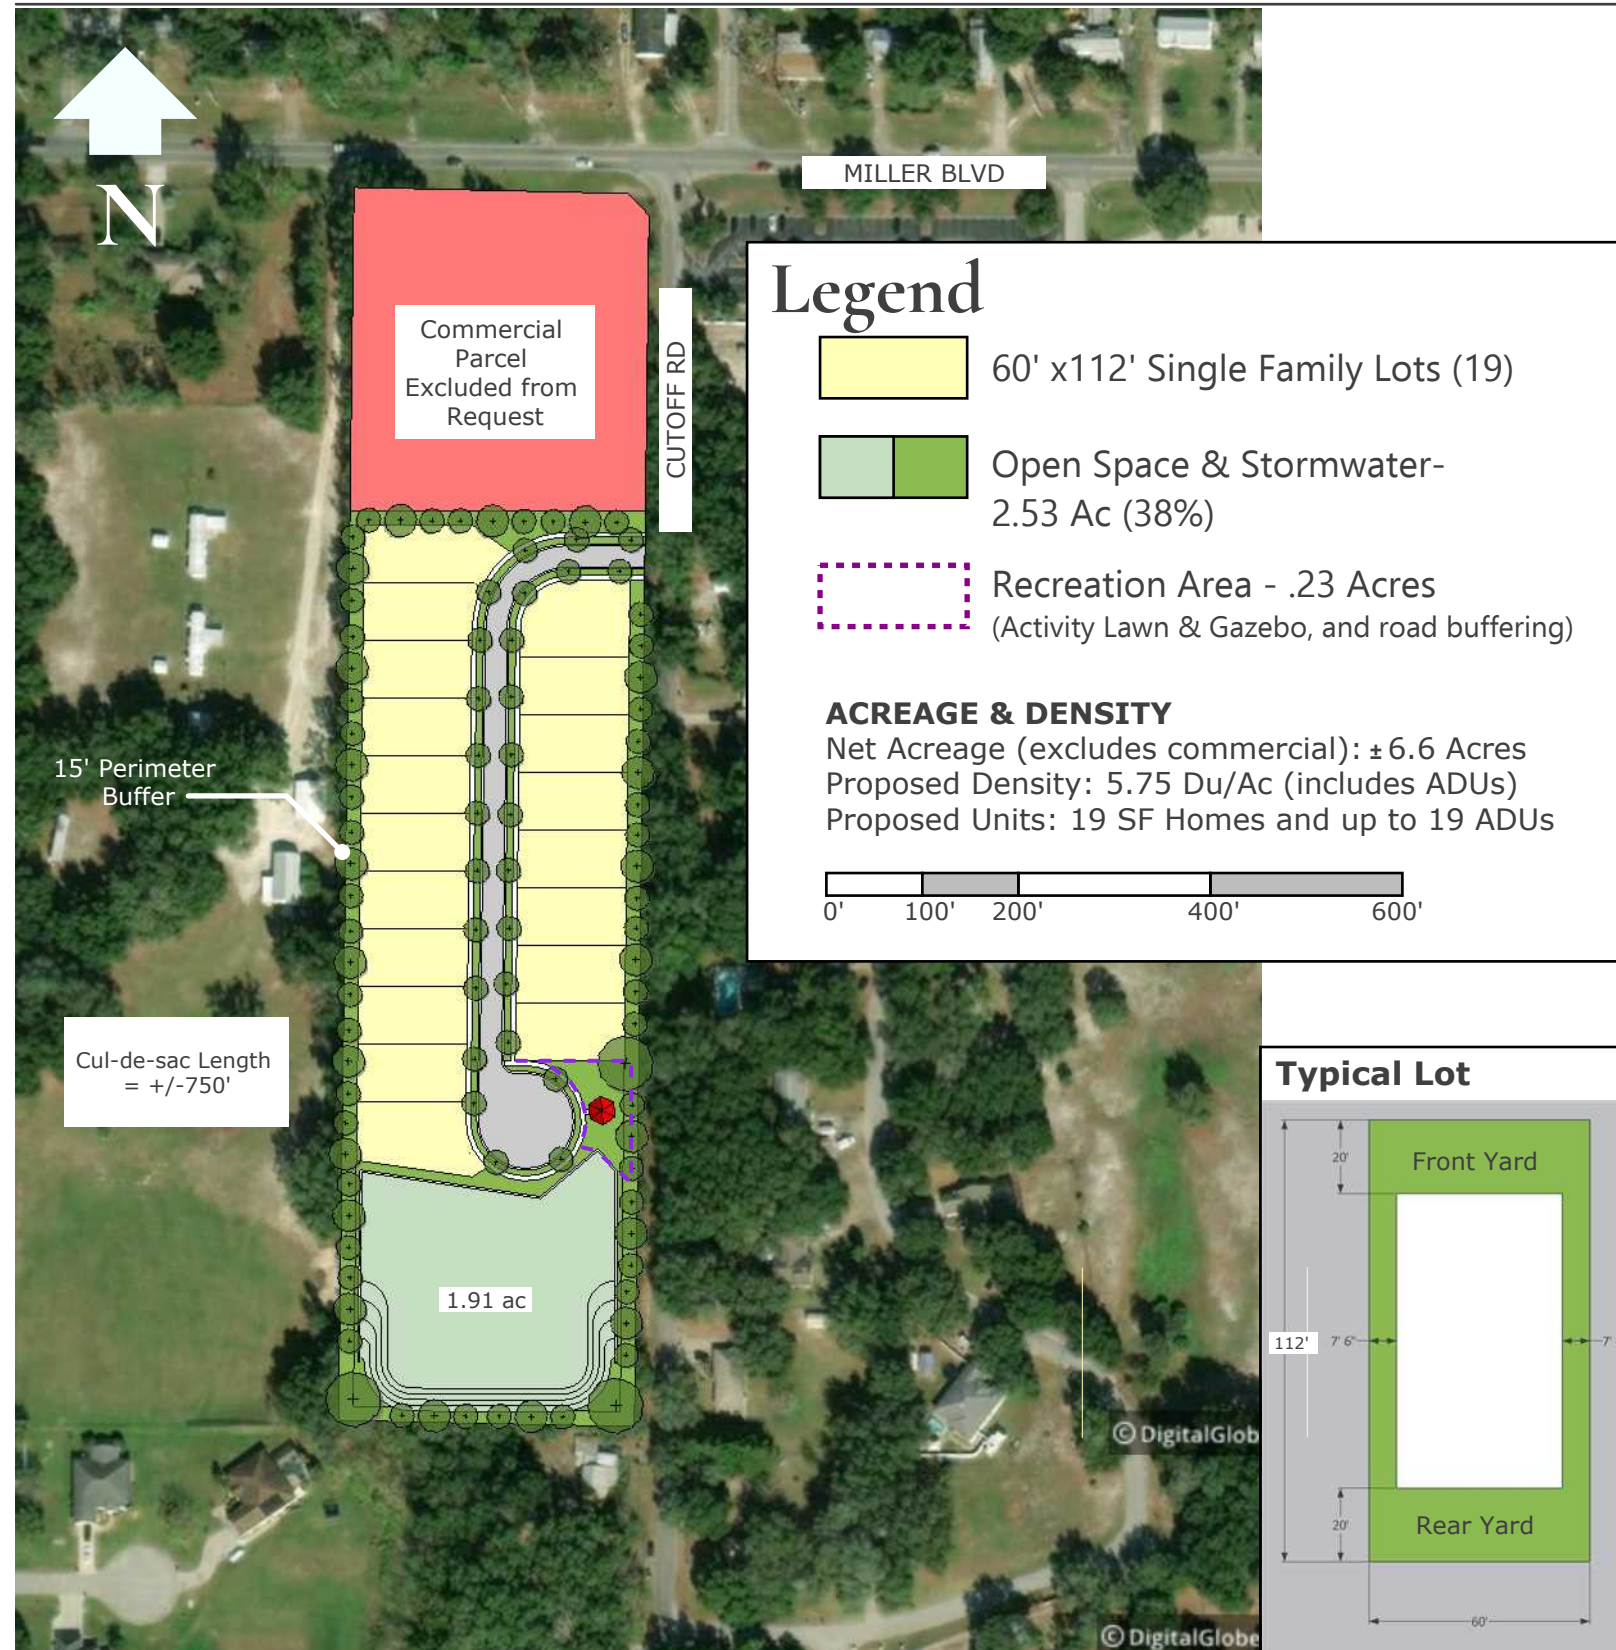 N
MILLER BLVD
Commercial
Parcel
Excluded from
Request
CUTOFF RD
Legend
60' x112' Single Family Lots (19)
Open Space & Stormwater-
2.53 Ac (38%)
Recreation Area - .23 Acres
(Activity Lawn & Gazebo, and road buffering)
ACREAGE & DENSITY
Net Acreage (excludes commercial): ±6.6 Acres
Proposed Density: 5.75 Du/Ac (includes ADUs)
Proposed Units: 19 SF Homes and up to 19 ADUs
0' 100' 200' 400' 600'
15' Perimeter
Buffer
Cul-de-sac Length
= +/-750'
1.91 ac
Typical Lot
20'
Front Yard
112'
7' 6"
7'
20'
Rear Yard
60'
© DigitalGlob
© DigitalGlobe